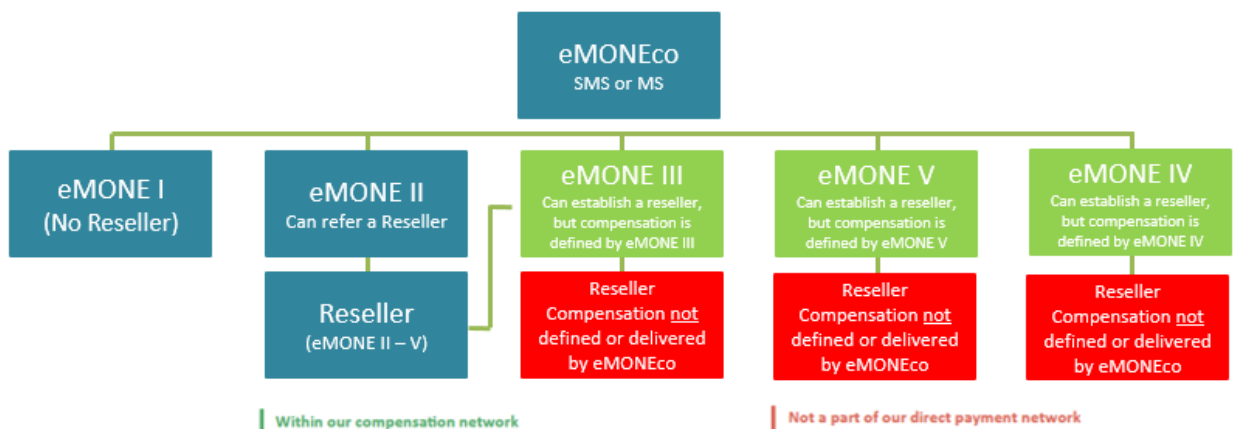 eMONEco
SMS or MS
eMONE I
(No Reseller)
eMONE II
Can refer a Reseller
eMONE III
Can establish a reseller,
but compensation is
defined by eMONE III
eMONE V
Can establish a reseller,
but compensation is
defined by eMONE V
eMONE IV
Can establish a reseller,
but compensation is
defined by eMONE IV
Reseller
(eMONE II – V)
Reseller
Compensation not
defined or delivered
by eMONEco
Reseller
Compensation not
defined or delivered
by eMONEco
Reseller
Compensation not
defined or delivered
by eMONEco
Within our compensation network
Not a part of our direct payment network